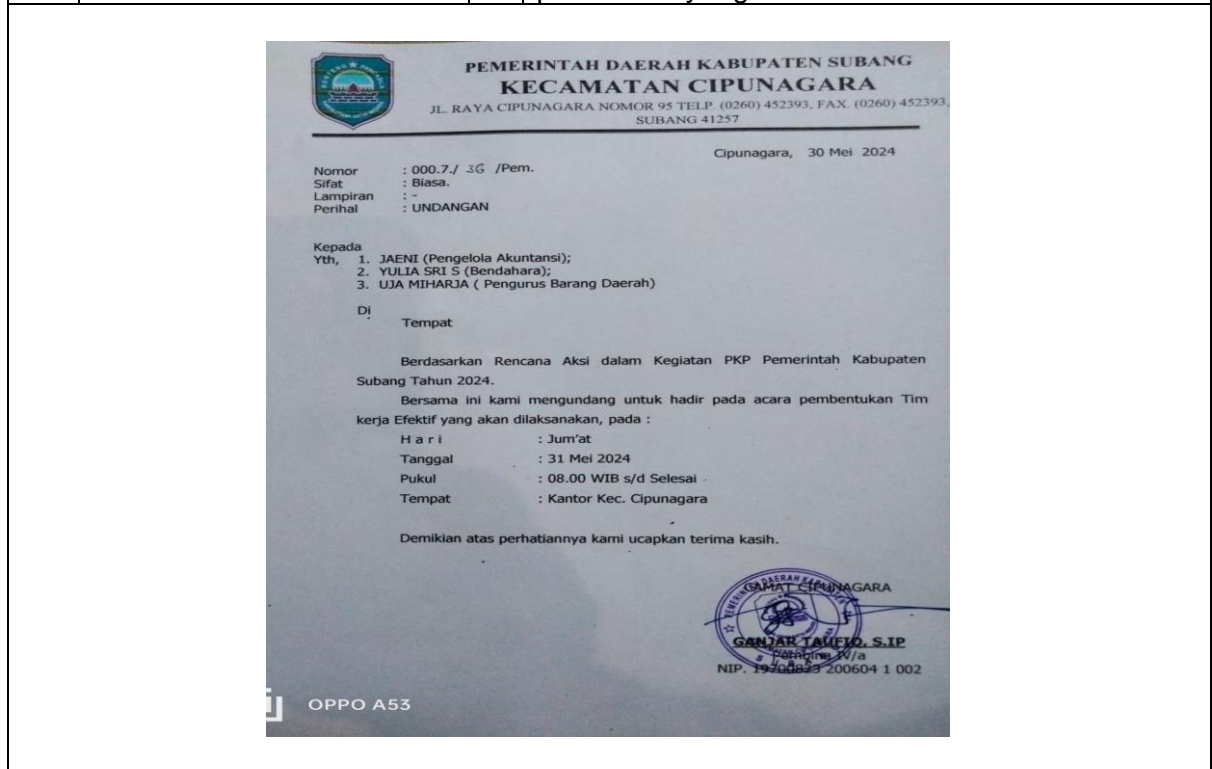 PEMERINTAH DAERAH KABUPATEN SUBANG
KECAMATAN CIPUNAGARA
JL. RAYA CIPUNAGARA NOMOR 95 TELP. (0260) 452393, FAX. (0260) 452393,
SUBANG 41257
Cipunagara, 30 Mei 2024
Nomor : 000.7./ 36 /Pem.
Sifat : Biasa.
Lampiran : -
Perihal : UNDANGAN
Kepada
Yth, 1. JAENI (Pengelola Akuntansi);
2. YULIA SRI S (Bendahara);
3. UJA MIHARJA ( Pengurus Barang Daerah)
Di
Tempat
Berdasarkan Rencana Aksi dalam Kegiatan PKP Pemerintah Kabupaten
Subang Tahun 2024.
Bersama ini kami mengundang untuk hadir pada acara pembentukan Tim
kerja Efektif yang akan dilaksanakan, pada :
H a r i : Jum'at
Tanggal : 31 Mei 2024
Pukul : 08.00 WIB s/d Selesai
Tempat : Kantor Kec. Cipunagara
Demikian atas perhatiannya kami ucapkan terima kasih.
CAMAT CIPUNAGARA
GANJAR TAUFIQ, S.IP
Pembina IV/a
NIP. 19700823 200604 1 002
OPPO A53